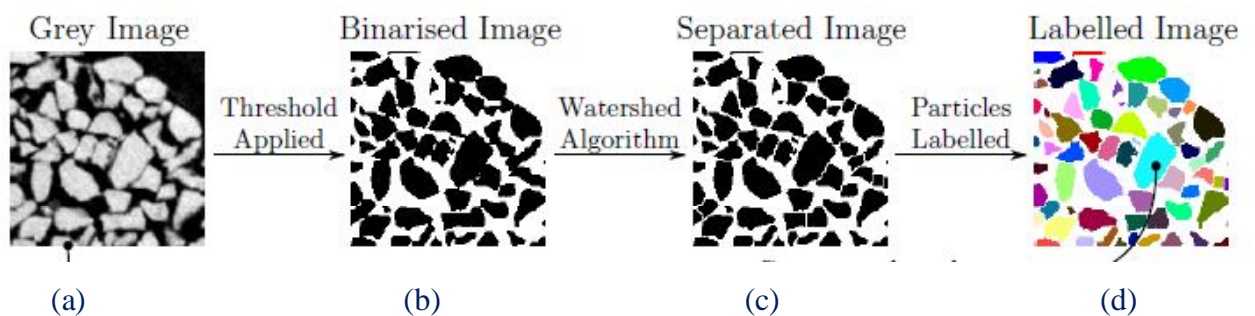 Grey Image
Binarised Image
Separated Image
Labelled Image
Threshold
Applied
Watershed
Algorithm
Particles
Labelled
(a)
(b)
(c)
(d)